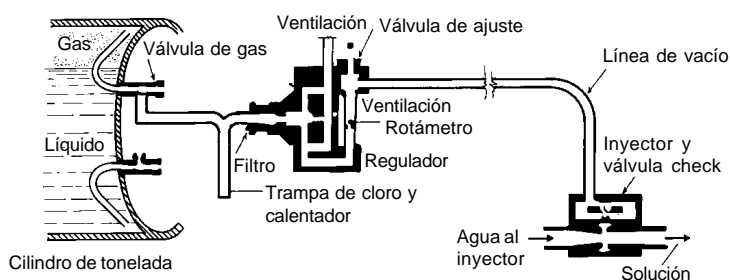 Ventilación
Válvula de ajuste
Gas
Válvula de gas
Línea de vacío
Ventilación
Rotámetro
Líquido
Filtro
Regulador
Inyector y
válvula check
Trampa de cloro y
calentador
Agua al
inyector
Cilindro de tonelada
Solución